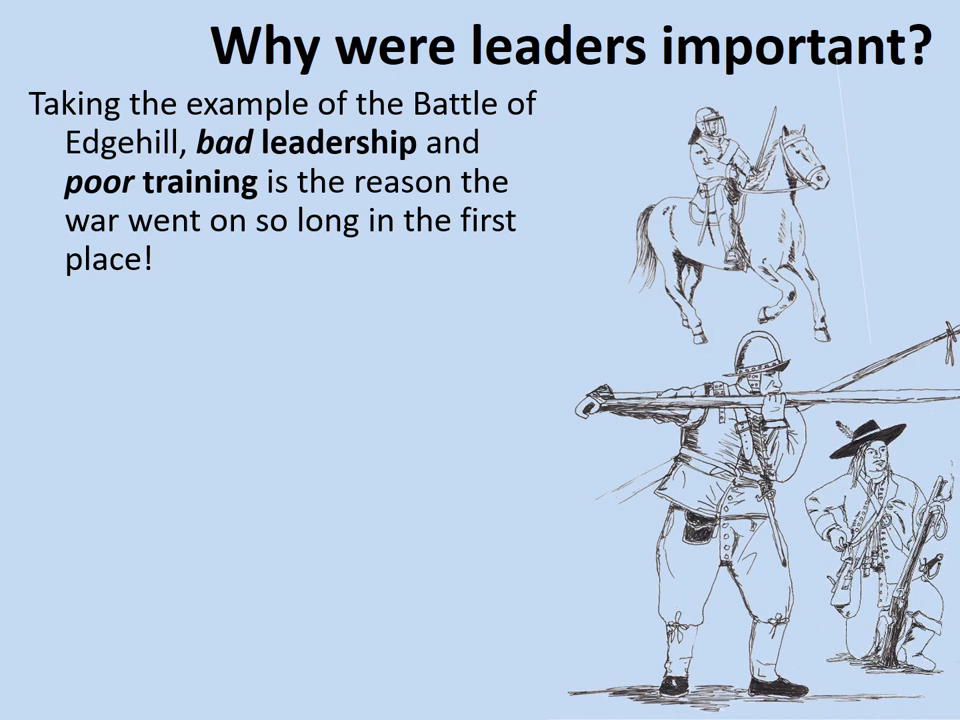 Why were leaders important?
Taking the example of the Battle of
Edgehill, bad leadership and
poor training is the reason the
war went on so long in the first
place!